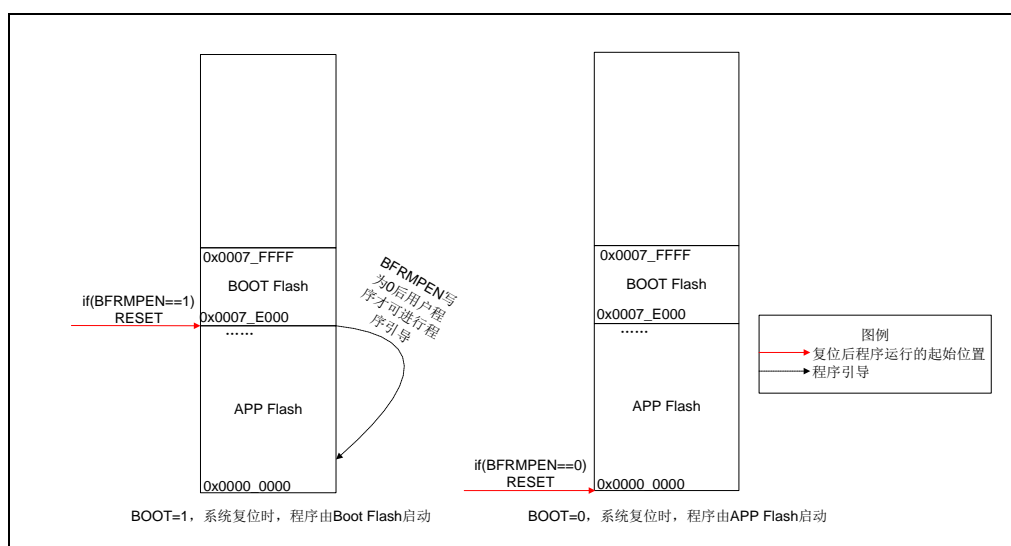 0x0007_FFFF
BOOT Flash
if(BFRMPEN==1)
RESET
0x0007_E000
……
APP Flash
0x0000_0000
BFRMPEN写
为0后用户程
序才可进行程
序引导
BOOT=1，系统复位时，程序由Boot Flash启动
0x0007_FFFF
BOOT Flash
0x0007_E000
……
APP Flash
if(BFRMPEN==0)
RESET
0x0000_0000
BOOT=0，系统复位时，程序由APP Flash启动
图例
复位后程序运行的起始位置
程序引导